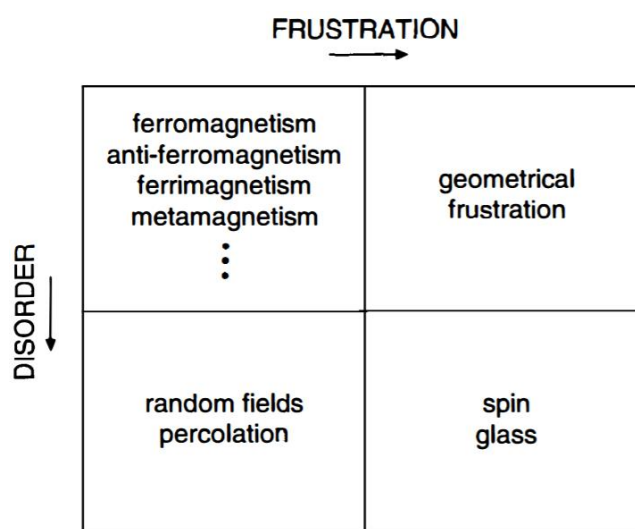 FRUSTRATION
ferromagnetism
anti-ferromagnetism
ferrimagnetism
metamagnetism
geometrical
frustration
DISORDER
random fields
percolation
spin
glass